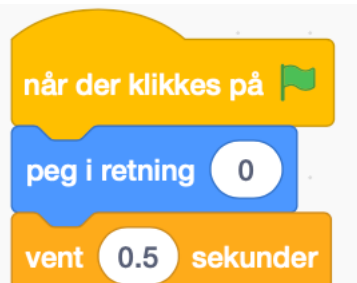 når der klikkes på
peg i retning 0
vent 0.5 sekunder